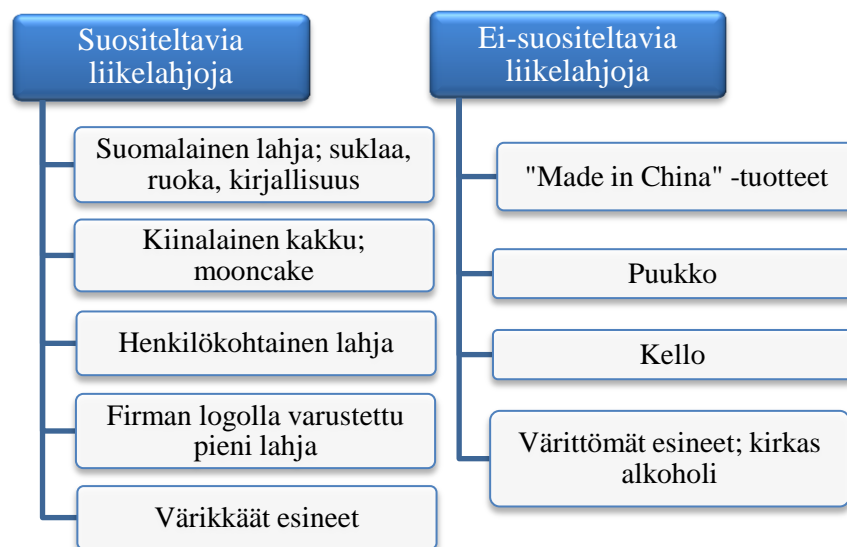 Suositeltavia
liikelahjoja
Suomalainen lahja; suklaa,
ruoka, kirjallisuus
Kiinalainen kakku;
mooncake
Henkilökohtainen lahja
Firman logolla varustettu
pieni lahja
Värikkäät esineet
Ei-suositeltavia
liikelahjoja
"Made in China" -tuotteet
Puukko
Kello
Värittömät esineet; kirkas
alkoholi